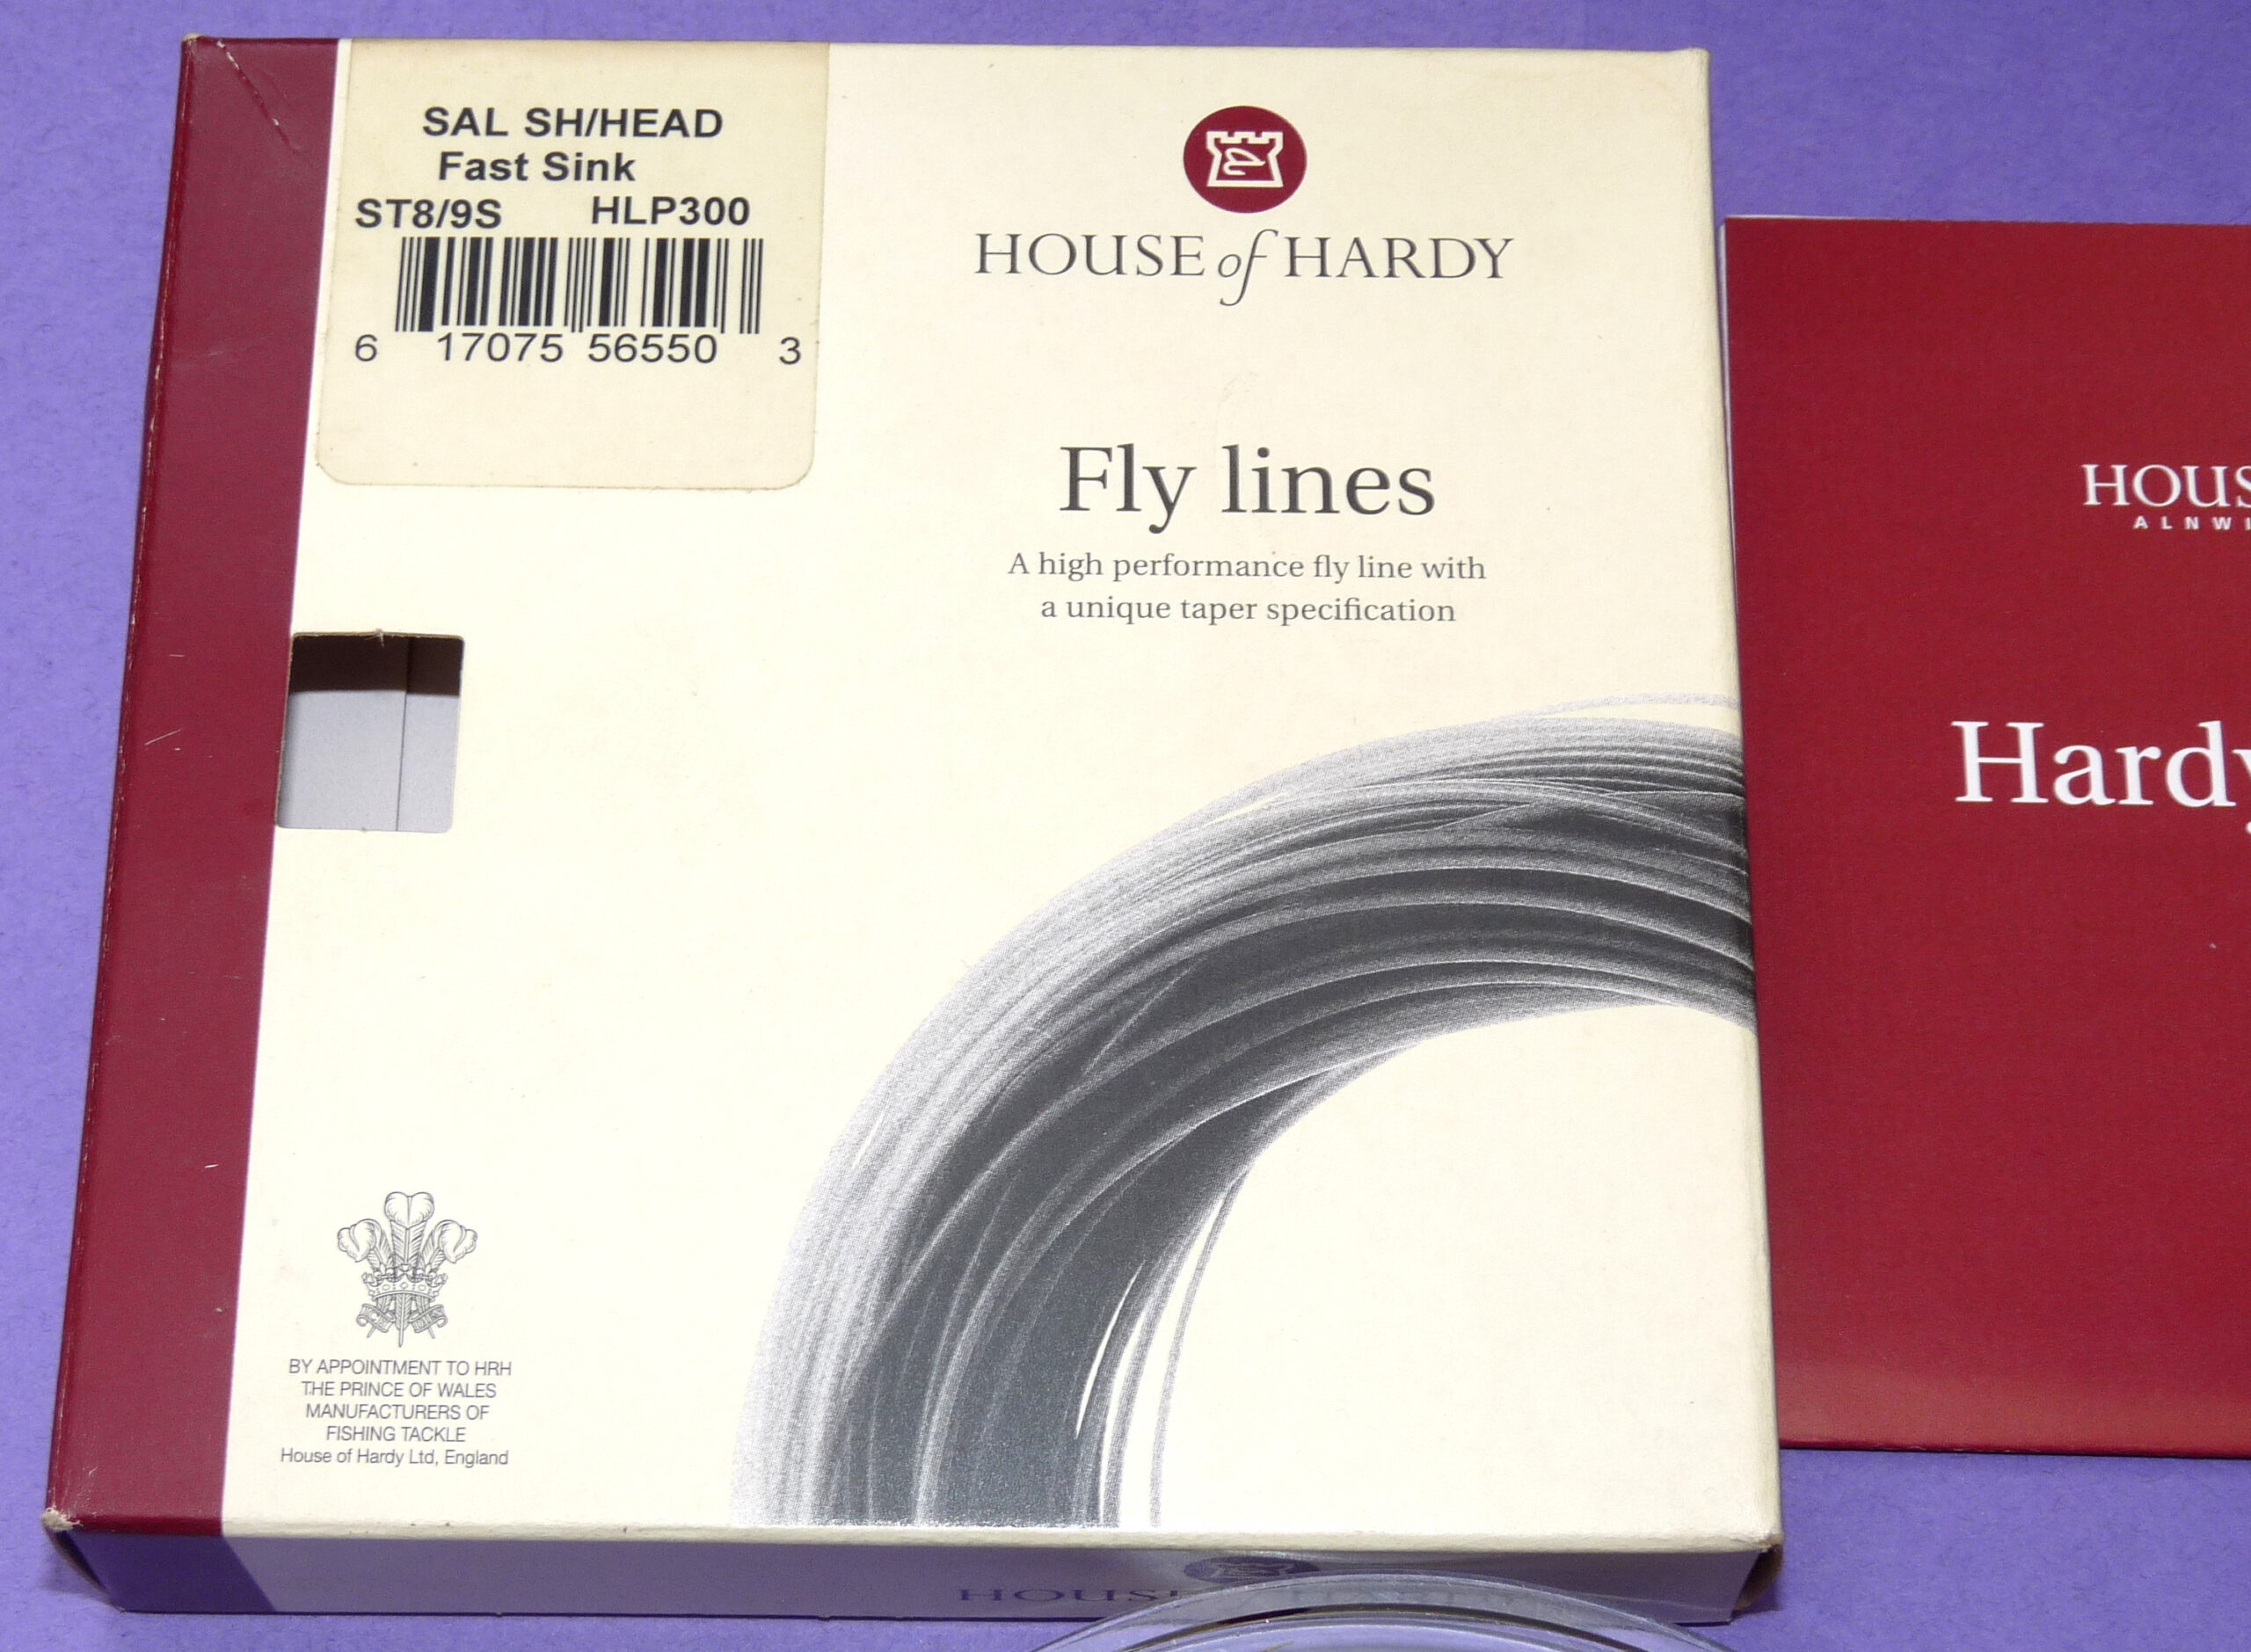 SAL SH/HEAD
Fast Sink
ST8/9S HLP300
6 17075 56550 3
HOUSE of HARDY
Fly lines
A high performance fly line with
a unique taper specification
BY APPOINTMENT TO HRH
THE PRINCE OF WALES
MANUFACTURERS OF
FISHING TACKLE
House of Hardy Ltd, England
HOUSE
HOUS
ALNWI
Hardy